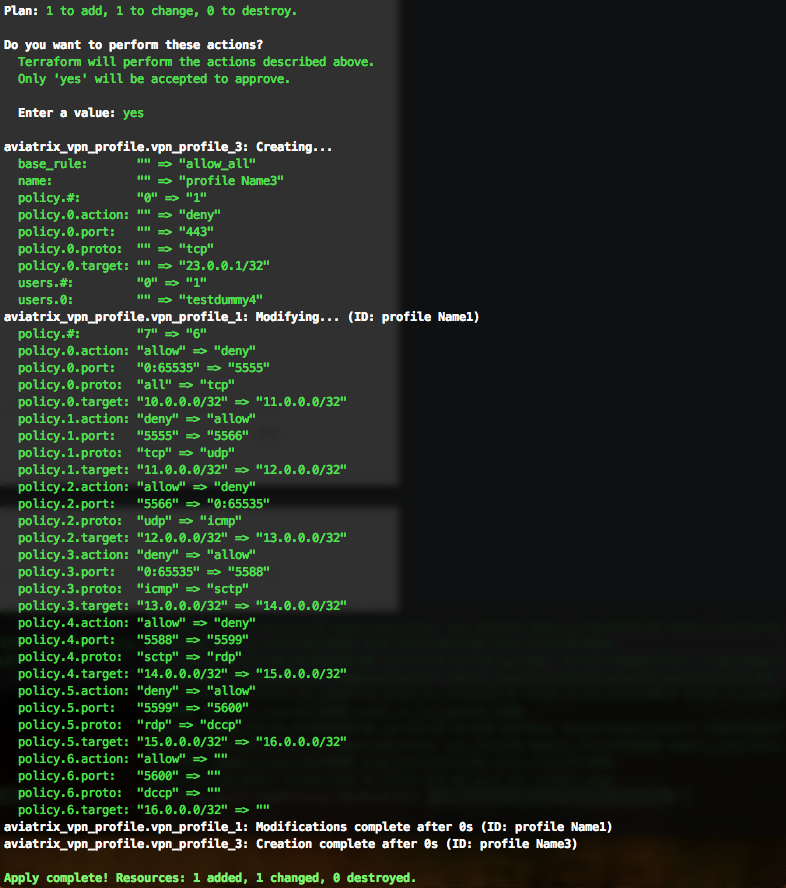 Plan: 1 to add, 1 to change, 0 to destroy.
Do you want to perform these actions?
Terraform will perform the actions described above.
Only 'yes' will be accepted to approve.
Enter a value: yes
aviatrix_vpn_profile.vpn_profile_3: Creating...
base_rule: "" => "allow_all"
name: "" => "profile Name3"
policy.#: "0" => "1"
policy.0.action: "" => "deny"
policy.0.port: "" => "443"
policy.0.proto: "" => "tcp"
policy.0.target: "" => "23.0.0.1/32"
users.#: "0" => "1"
users.0: "" => "testdummy4"
aviatrix_vpn_profile.vpn_profile_1: Modifying... (ID: profile Name1)
policy.#: "7" => "6"
policy.0.action: "allow" => "deny"
policy.0.port: "0:65535" => "5555"
policy.0.proto: "all" => "tcp"
policy.0.target: "10.0.0.0/32" => "11.0.0.0/32"
policy.1.action: "deny" => "allow"
policy.1.port: "5555" => "5566"
policy.1.proto: "tcp" => "udp"
policy.1.target: "11.0.0.0/32" => "12.0.0.0/32"
policy.2.action: "allow" => "deny"
policy.2.port: "5566" => "0:65535"
policy.2.proto: "udp" => "icmp"
policy.2.target: "12.0.0.0/32" => "13.0.0.0/32"
policy.3.action: "deny" => "allow"
policy.3.port: "0:65535" => "5588"
policy.3.proto: "icmp" => "sctp"
policy.3.target: "13.0.0.0/32" => "14.0.0.0/32"
policy.4.action: "allow" => "deny"
policy.4.port: "5588" => "5599"
policy.4.proto: "sctp" => "rdp"
policy.4.target: "14.0.0.0/32" => "15.0.0.0/32"
policy.5.action: "deny" => "allow"
policy.5.port: "5599" => "5600"
policy.5.proto: "rdp" => "dccp"
policy.5.target: "15.0.0.0/32" => "16.0.0.0/32"
policy.6.action: "allow" => ""
policy.6.port: "5600" => ""
policy.6.proto: "dccp" => ""
policy.6.target: "16.0.0.0/32" => ""
aviatrix_vpn_profile.vpn_profile_1: Modifications complete after 0s (ID: profile Name1)
aviatrix_vpn_profile.vpn_profile_3: Creation complete after 0s (ID: profile Name3)
Apply complete! Resources: 1 added, 1 changed, 0 destroyed.